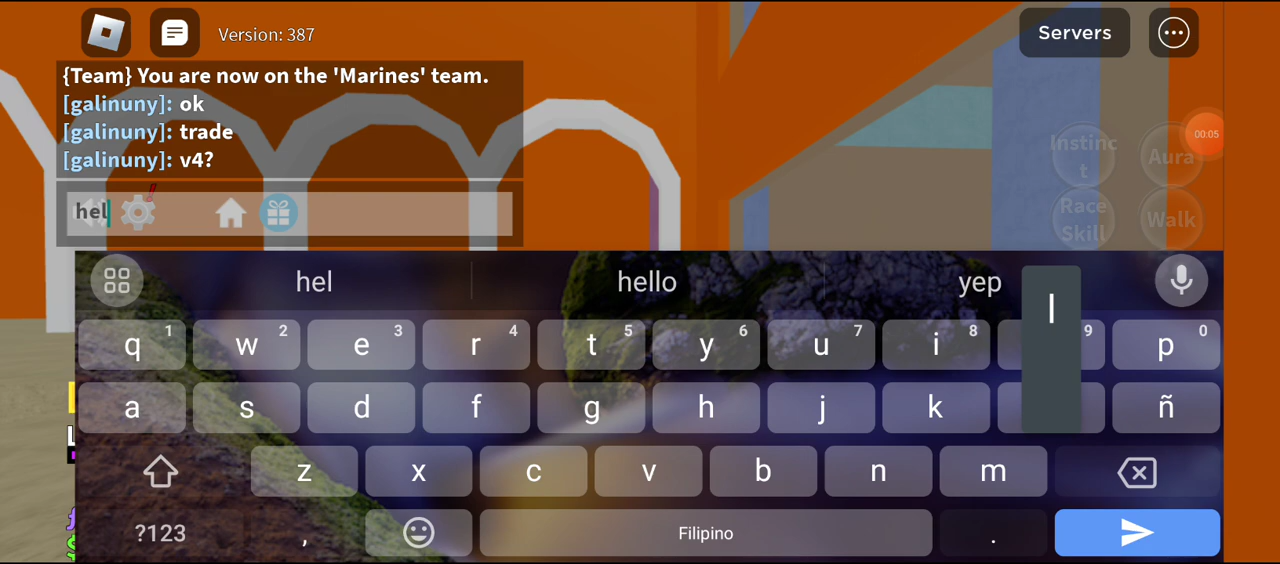 Version: 387
Servers
{Team} You are now on the 'Marines' team.
[galinuny]: ok
[galinuny]: trade
[galinuny]: v4?
00:05
Instinc
t
Aura
Race
Skill
Walk
hel
hel hello yep
l
q 1 w 2 e 3 r 4 t 5 y 6 u 7 i 8 9 p 0
a s d f g h j k ñ
z x c v b n m
?123 , Filipino .